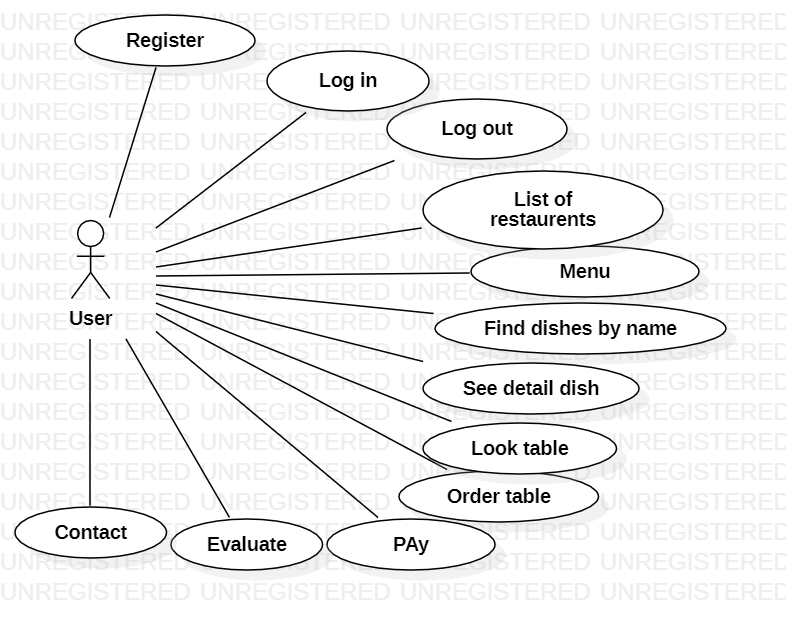 Register
Log in
Log out
List of
restaurents
Menu
Find dishes by name
User
See detail dish
Look table
Order table
Contact
Evaluate
PAy
UNREGISTERED